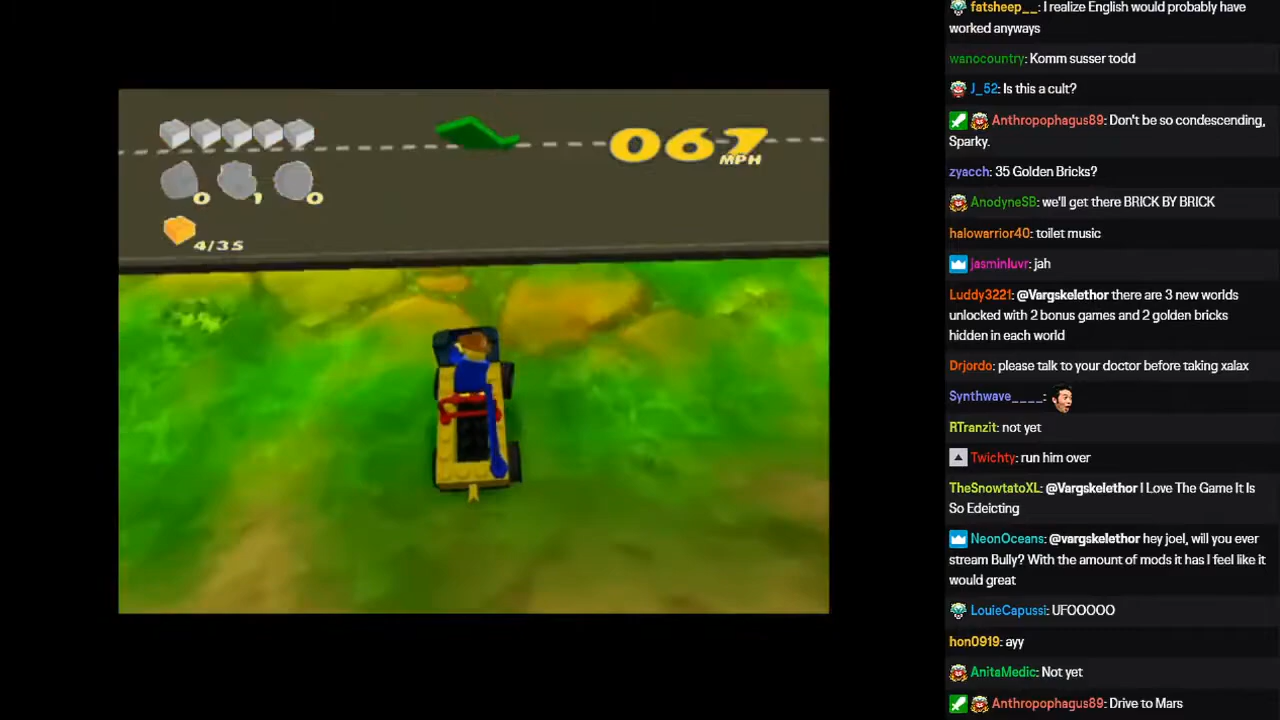 067
MPH
0 1 0
4/35
fatsheep__: I realize English would probably have
worked anyways
wanocountry: Komm susser todd
J_52: Is this a cult?
Anthropophagus89: Don't be so condescending,
Sparky.
zyacch: 35 Golden Bricks?
AnodyneSB: we'll get there BRICK BY BRICK
halowarrior40: toilet music
jasminluvr: jah
Luddy3221: @Vargskelethor there are 3 new worlds
unlocked with 2 bonus games and 2 golden bricks
hidden in each world
Drjordo: please talk to your doctor before taking xalax
Synthwave____:
RTranzit: not yet
Twichty: run him over
TheSnowtatoXL: @Vargskelethor I Love The Game It Is
So Edeicting
NeonOceans: @vargskelethor hey joel, will you ever
stream Bully? With the amount of mods it has I feel like it
would great
LouieCapussi: UFOOOOO
hon0919: ayy
AnitaMedic: Not yet
Anthropophagus89: Drive to Mars